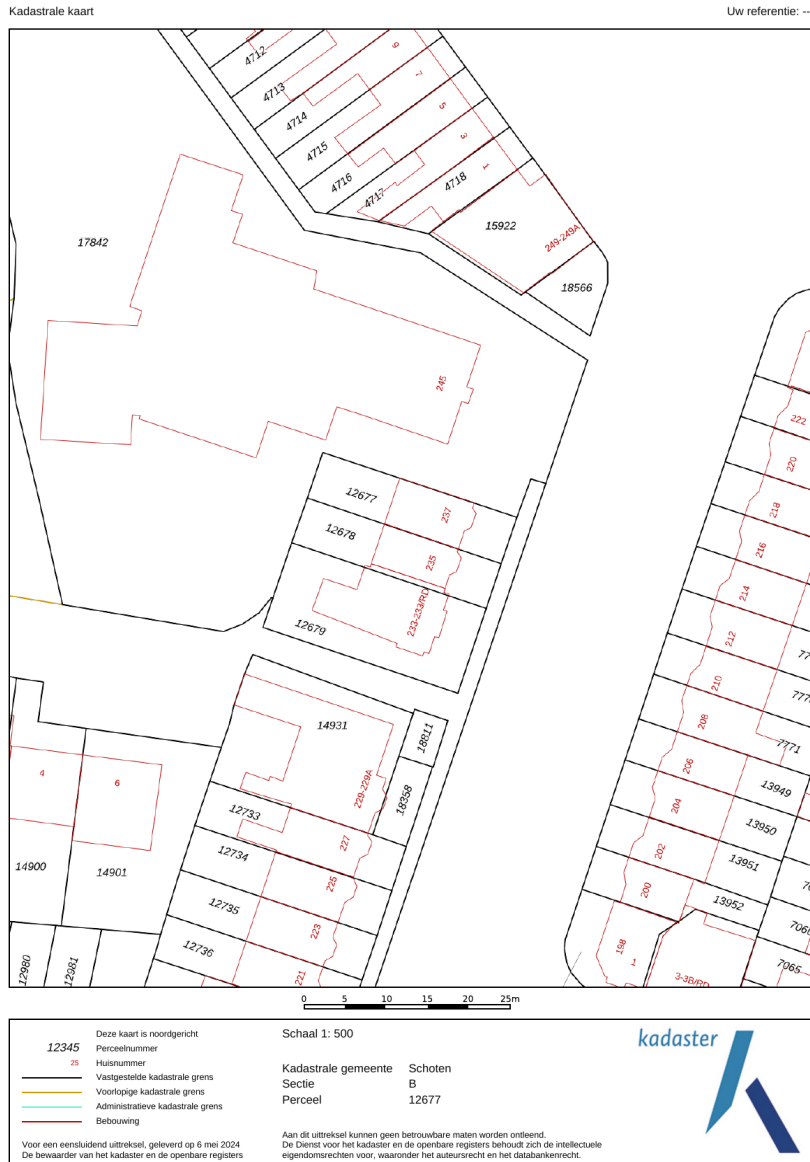 Kadastrale kaart
Uw referentie: --
4712
9
4713
7
4714
5
4715
3
4716
1
4717
4718
15922
249-249A
17842
18566
245
222
220
12677
237
218
12678
235
216
214
233-233/RD
12679
212
210
14931
18811
208
7771
206
4
6
229-229A
18358
13949
204
12733
13950
227
202
12734
13951
14900
14901
225
200
12735
13952
223
12736
198
1
7065
12980
12981
221
3-3B/RD
0 5 10 15 20 25m
Deze kaart is noordgericht
12345 Perceelnummer
25 Huisnummer
Vastgestelde kadastrale grens
Voorlopige kadastrale grens
Administratieve kadastrale grens
Bebouwing
Voor een eensluidend uittreksel, geleverd op 6 mei 2024
De bewaarder van het kadaster en de openbare registers
Schaal 1: 500
Kadastrale gemeente Schoten
Sectie B
Perceel 12677
Aan dit uittreksel kunnen geen betrouwbare maten worden ontleend.
De Dienst voor het kadaster en de openbare registers behoudt zich de intellectuele
eigendomsrechten voor, waaronder het auteursrecht en het databankenrecht.
kadaster